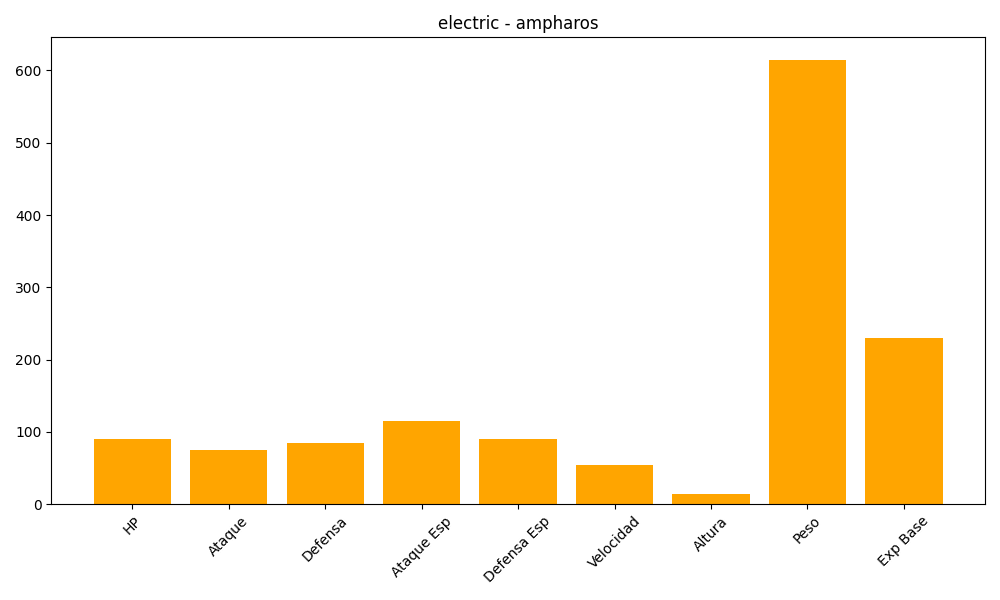 electric - ampharos
600
500
400
300
200
100
0
HP
Ataque
Defensa
Ataque Esp
Defensa Esp
Velocidad
Altura
Peso
Exp Base